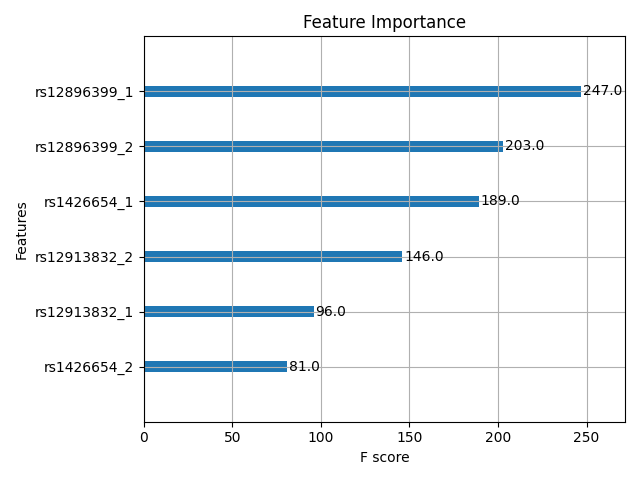 Feature Importance
rs12896399_1 247.0
rs12896399_2 203.0
rs1426654_1 189.0
rs12913832_2 146.0
rs12913832_1 96.0
rs1426654_2 81.0
Features
0 50 100 150 200 250
F score